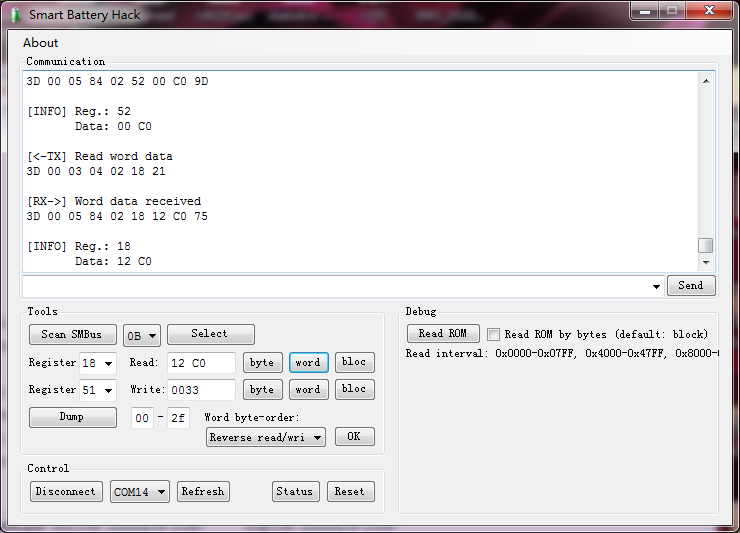 Smart Battery Hack
About
Communication
3D 00 05 84 02 52 00 C0 9D
[INFO] Reg.: 52
Data: 00 C0
[<-TX] Read word data
3D 00 03 04 02 18 21
[RX->] Word data received
3D 00 05 84 02 18 12 C0 75
[INFO] Reg.: 18
Data: 12 C0
Send
Tools
Scan SMBus 0B Select
Register 18 Read: 12 C0 byte word bloc
Register 51 Write: 0033 byte word bloc
Dump 00 - 2f Word byte-order:
Reverse read/wri OK
Control
Disconnect COM14 Refresh Status Reset
Debug
Read ROM Read ROM by bytes (default: block)
Read interval: 0x0000-0x07FF, 0x4000-0x47FF, 0x8000-